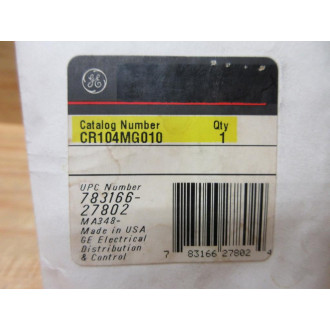 GE
Catalog Number Qty
CR104MG010 1
UPC Number
783166-
27802
MA348-
Made in USA
GE Electrical
Distribution
& Control
7 83166 27802 4